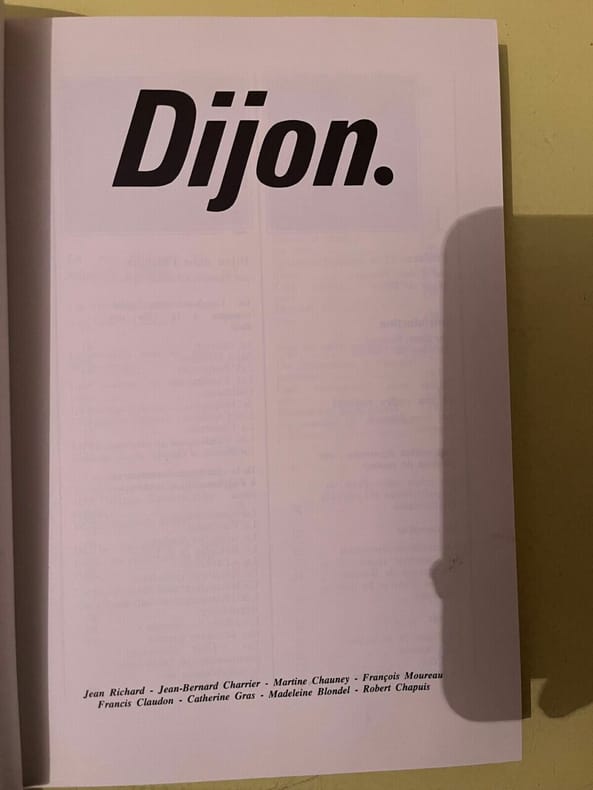 Dijon.
Jean Richard - Jean-Bernard Charrier - Martine Chauney - François Moureau
Francis Claudon - Catherine Gras - Madeleine Blondel - Robert Chapuis